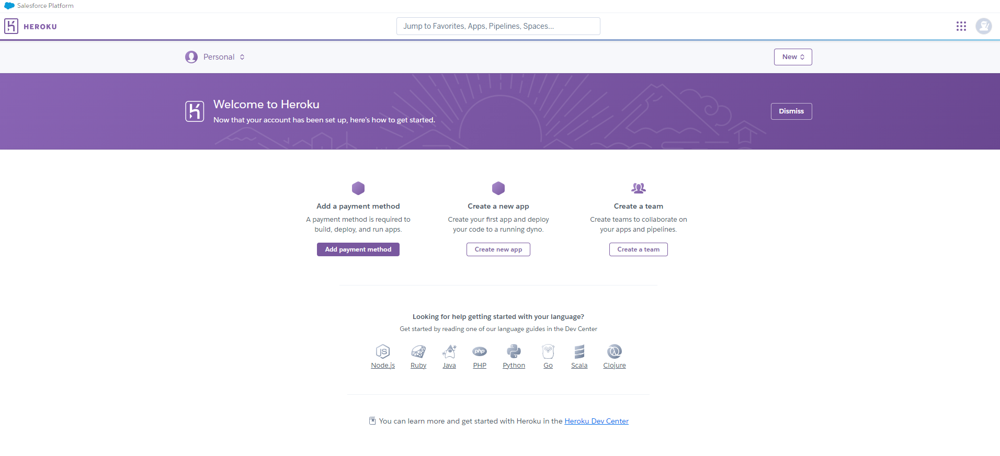 Salesforce Platform
HEROKU
Jump to Favorites, Apps, Pipelines, Spaces...
Personal
New
Welcome to Heroku
Now that your account has been set up, here's how to get started.
Dismiss
Add a payment method
A payment method is required to
build, deploy, and run apps.
Add payment method
Create a new app
Create your first app and deploy
your code to a running dyno.
Create new app
Create a team
Create teams to collaborate on
your apps and pipelines.
Create a team
Looking for help getting started with your language?
Get started by reading one of our language guides in the Dev Center
JS
php
Node.js Ruby Java PHP Python Go Scala Clojure
You can learn more and get started with Heroku in the Heroku Dev Center